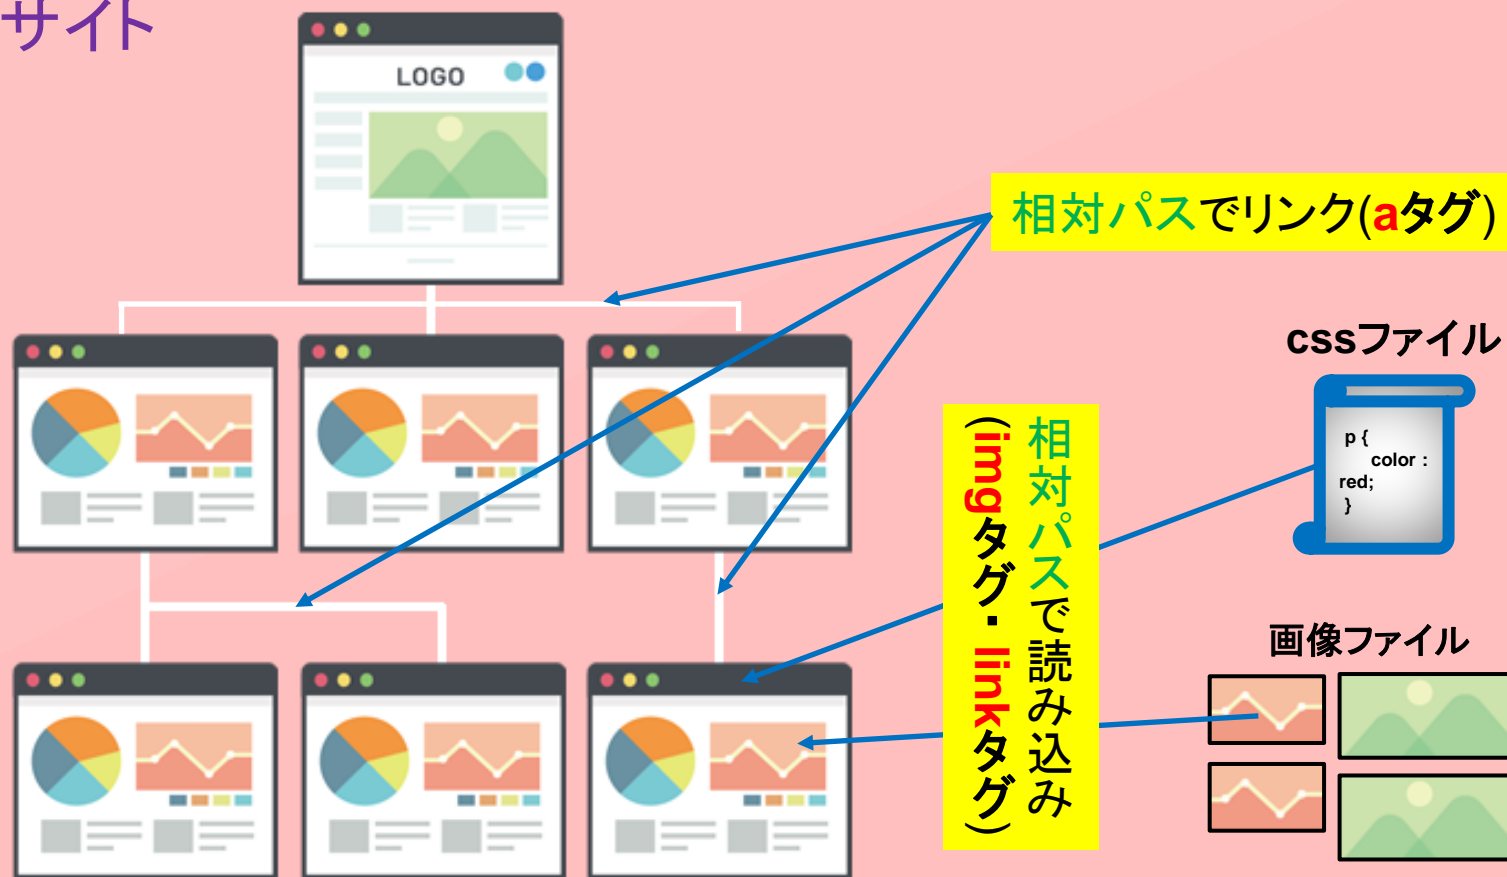 サイト
LOGO
相対パスでリンク(aタグ)
cssファイル
p {
color :
red;
}
相対パスで読み込み
(imgタグ・linkタグ)
画像ファイル